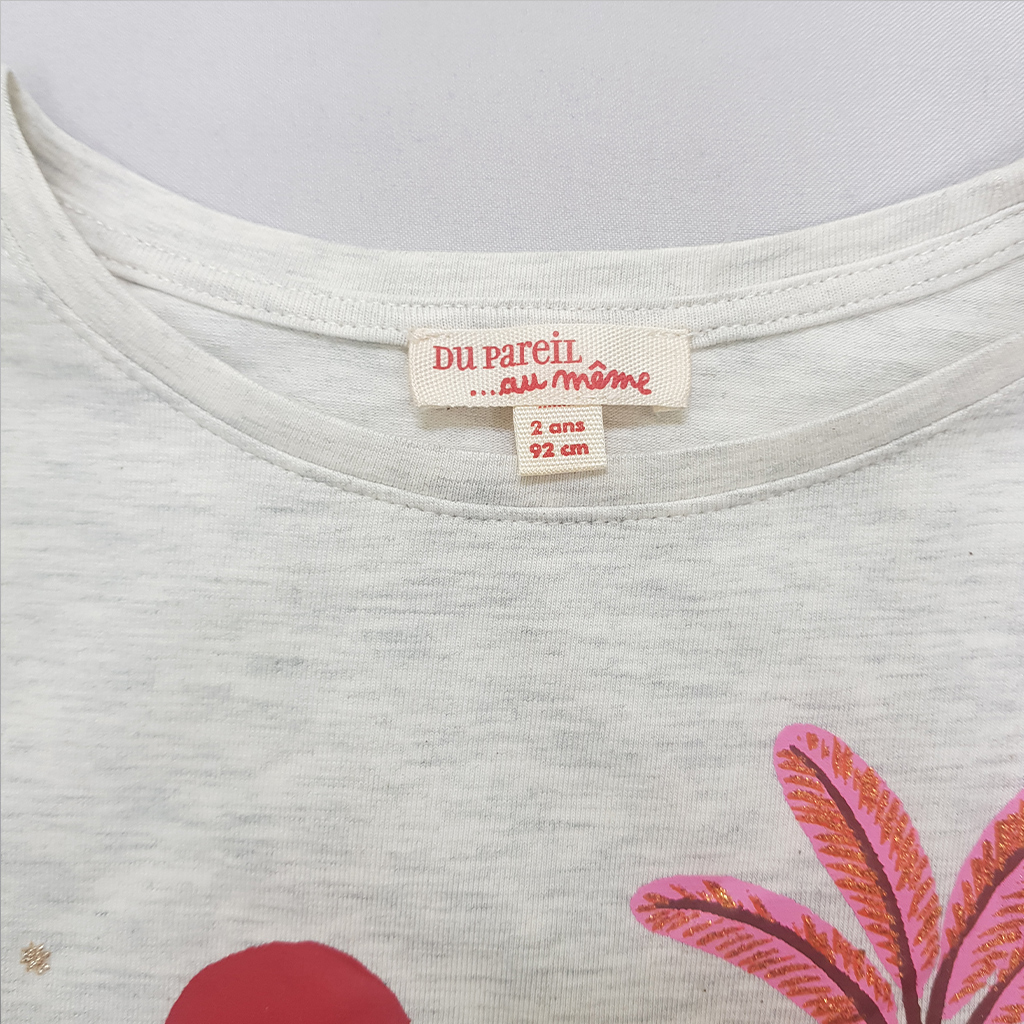 Du pareil
...au même
2 ans
92 cm